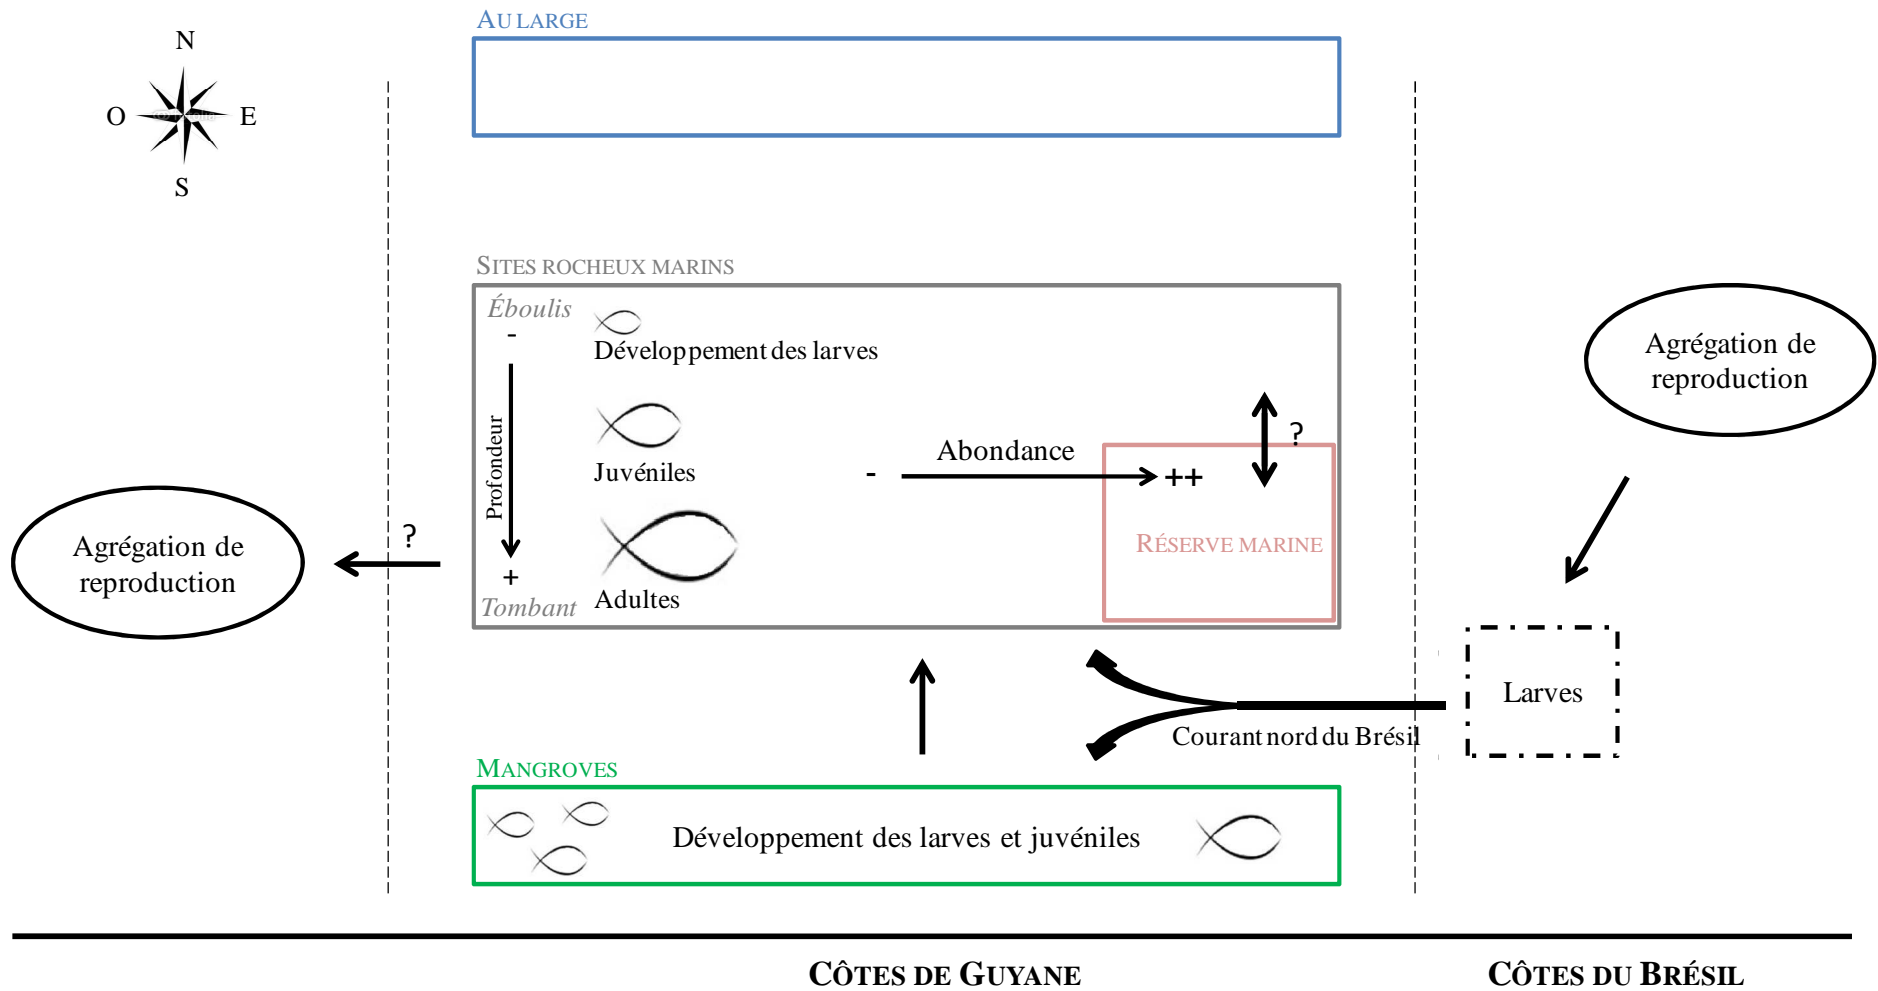 AU LARGE
N
O
E
S
SITES ROCHEUX MARINS
Éboulis
-
Développement des larves
Profondeur
Juvéniles
+
Tombant
Adultes
-
Abondance
++
?
RÉSERVE MARINE
Agrégation de
reproduction
?
Agrégation de
reproduction
Larves
Courant nord du Brésil
MANGROVES
Développement des larves et juvéniles
CÔTES DE GUYANE
CÔTES DU BRÉSIL